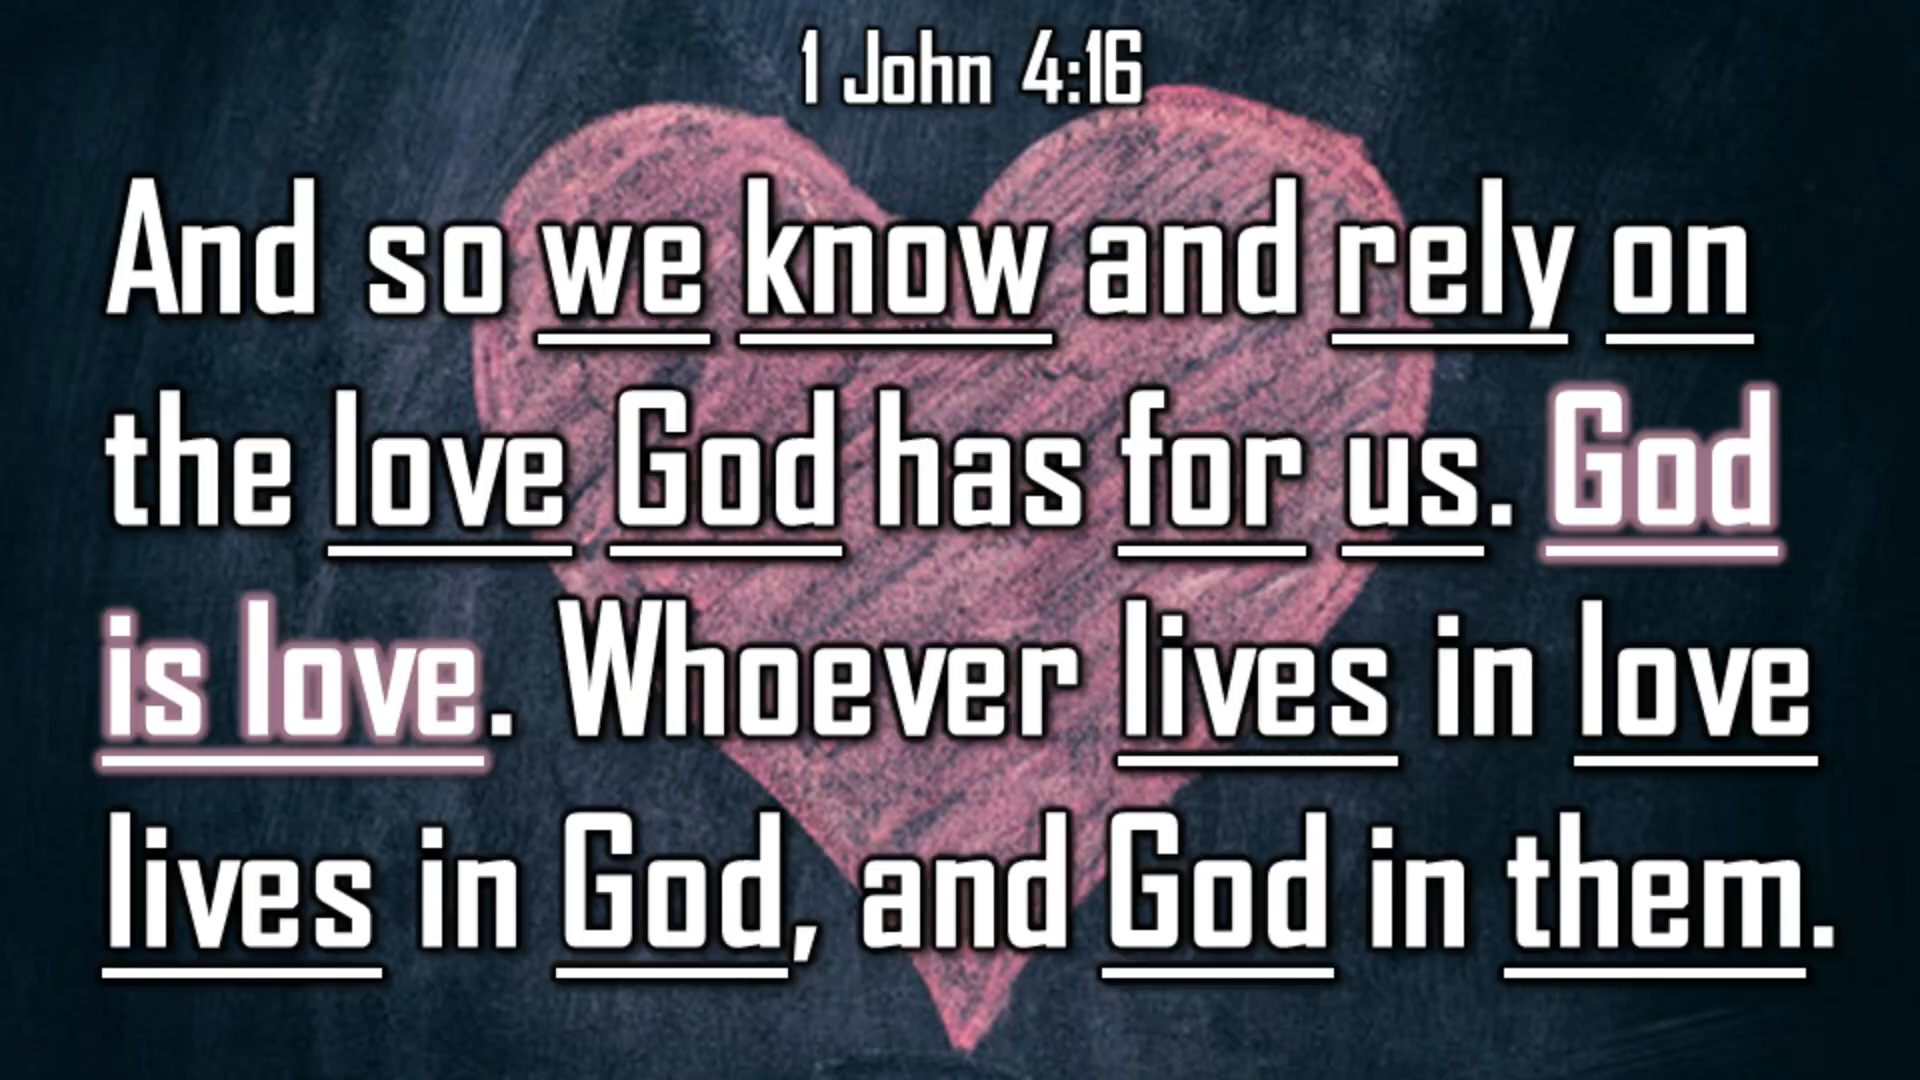 1 John 4:16
And so we know and rely on
the love God has for us. God
is love. Whoever lives in love
lives in God, and God in them.